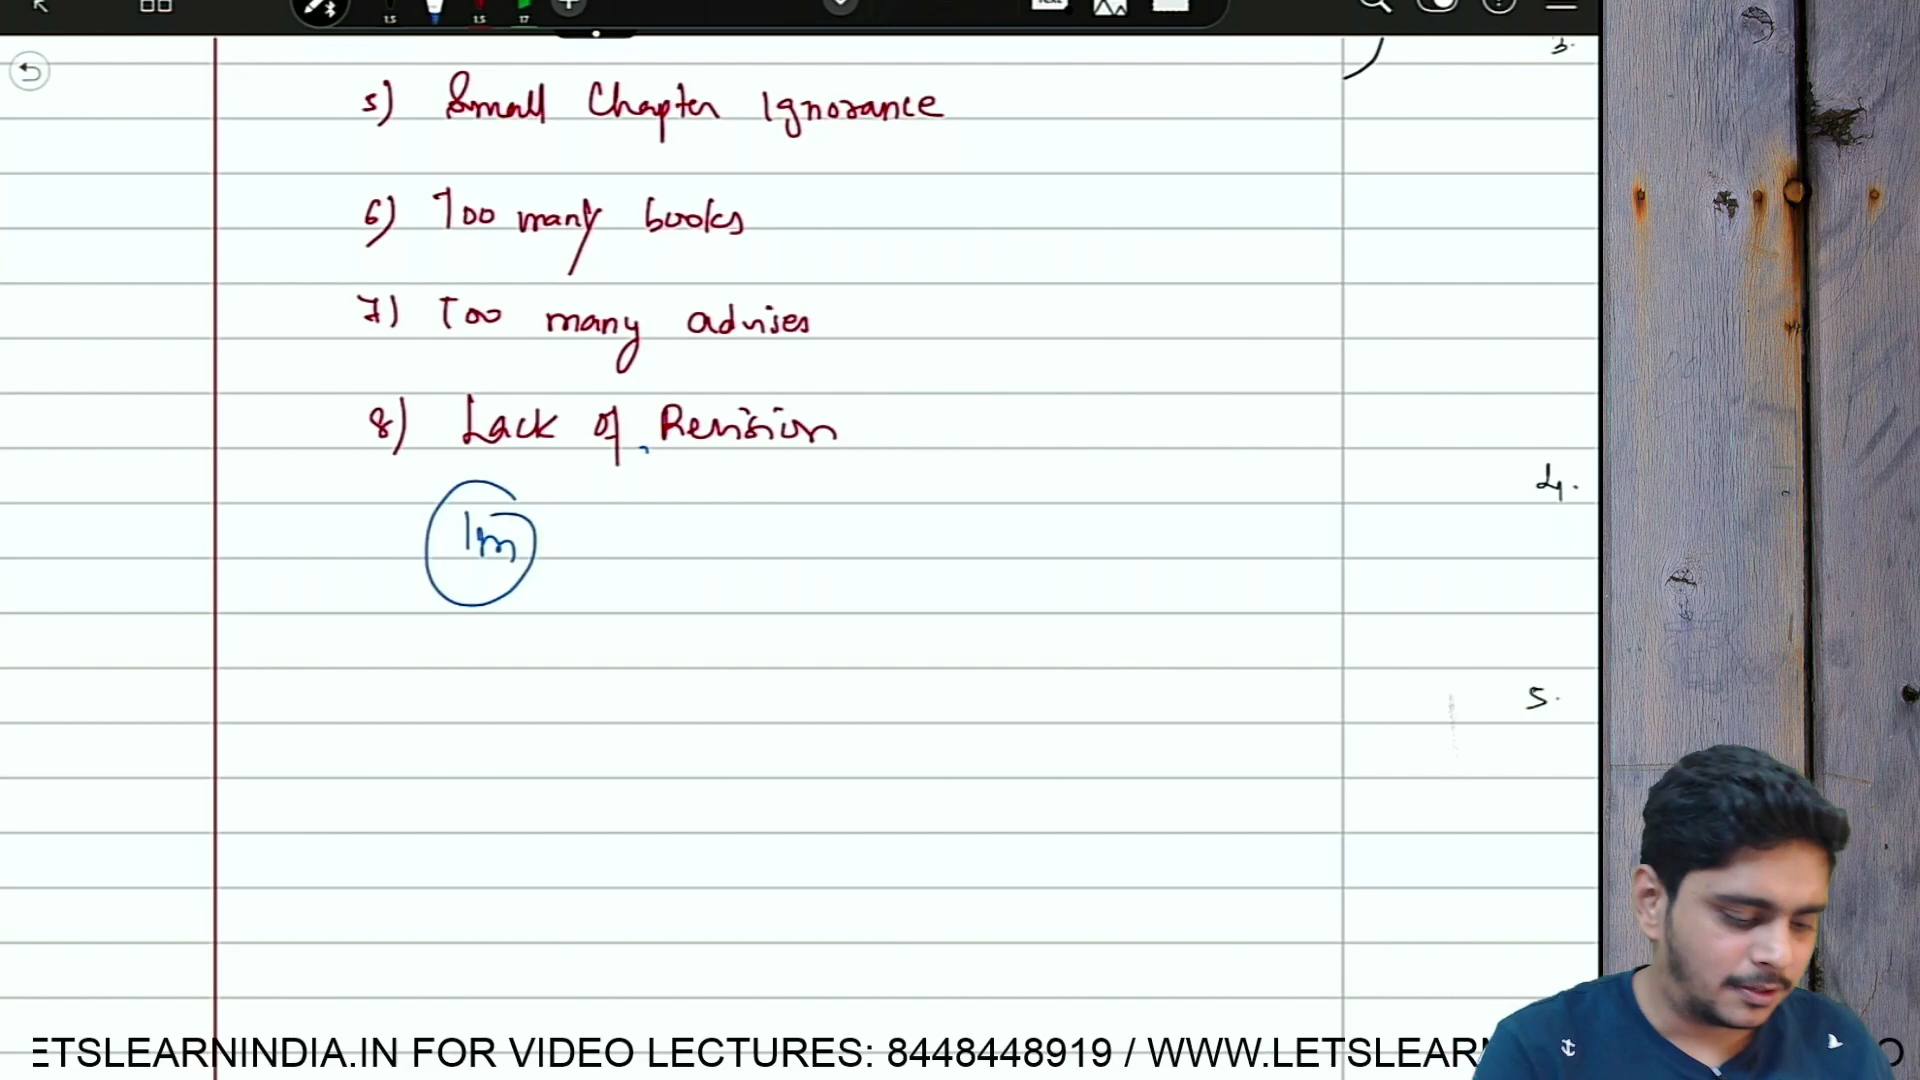 3.
5) Small Chapter Ignorance
6) Too many books
7) Too many advises
8) Lack of Revision
4.
1m
5.
ETSLEARNINDIA.IN FOR VIDEO LECTURES: 8448448919 / WWW.LETSLEAR